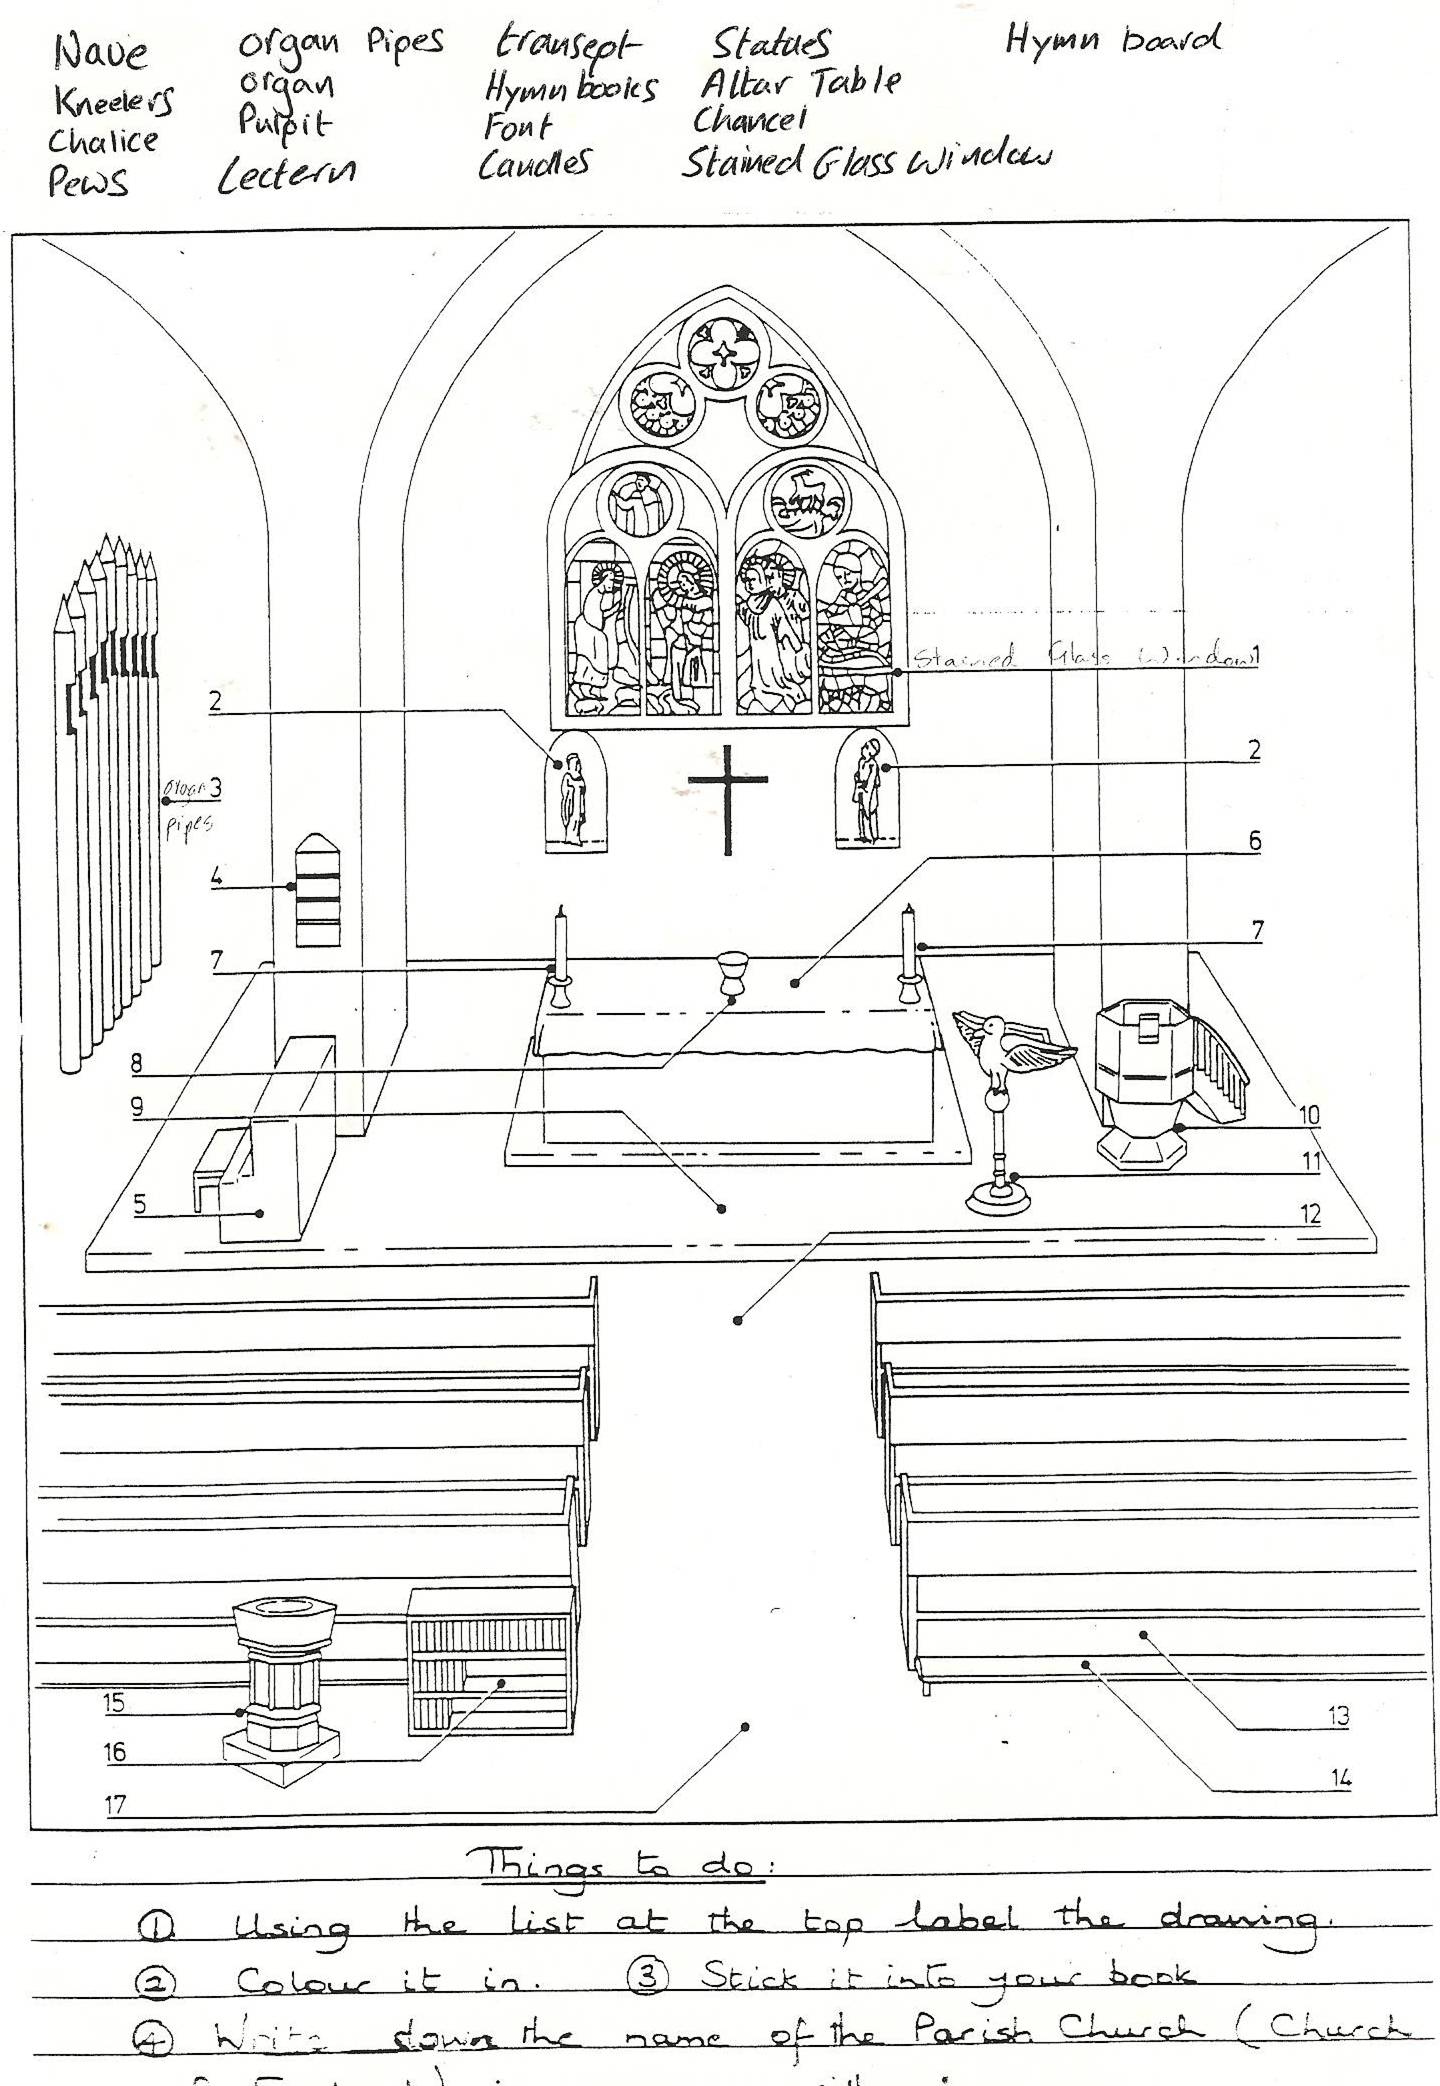 Nave organ Pipes transept Statues Hymn board
Kneelers organ Hymn books Altar Table
Chalice Pulpit Font Chancel
Pews Lectern Candles Stained Glass Window
Stained Glass Window 1
2
2
organ 3
pipes
6
4
7
7
8
9
10
11
5
12
15
13
16
14
17
Things to do:
① Using the list at the top label the drawing.
② Colour it in. ③ Stick it into your book
④ Write down the name of the Parish Church (Church